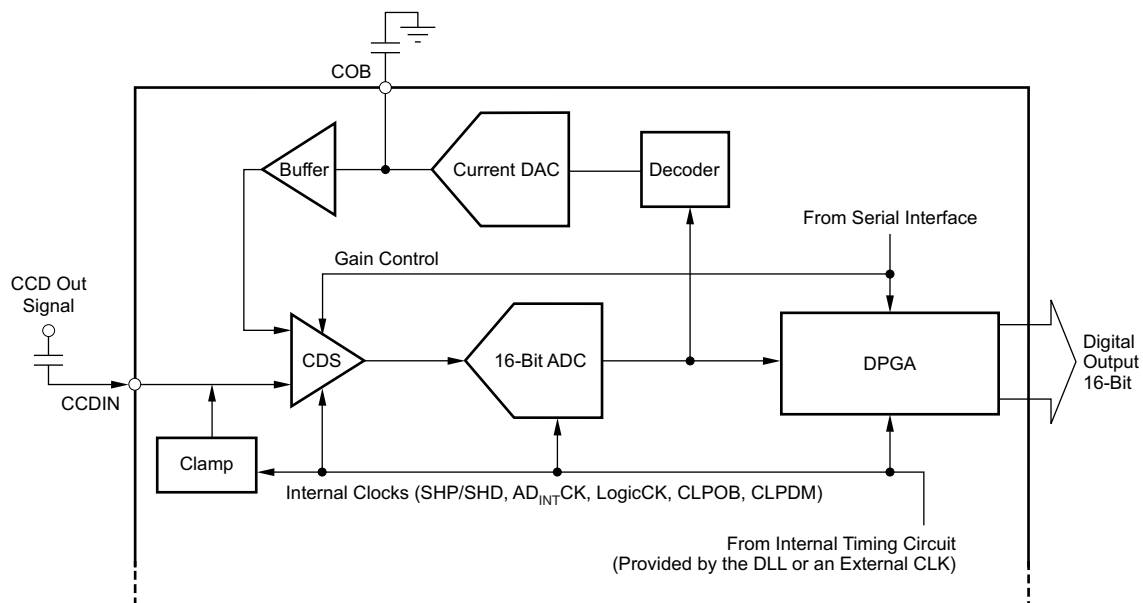 COB
Buffer
Current DAC
Decoder
From Serial Interface
Gain Control
CCD Out
Signal
CDS
16-Bit ADC
DPGA
Digital
Output
16-Bit
CCDIN
Clamp
Internal Clocks (SHP/SHD, AD_INT CK, LogicCK, CLPOB, CLPDM)
From Internal Timing Circuit
(Provided by the DLL or an External CLK)